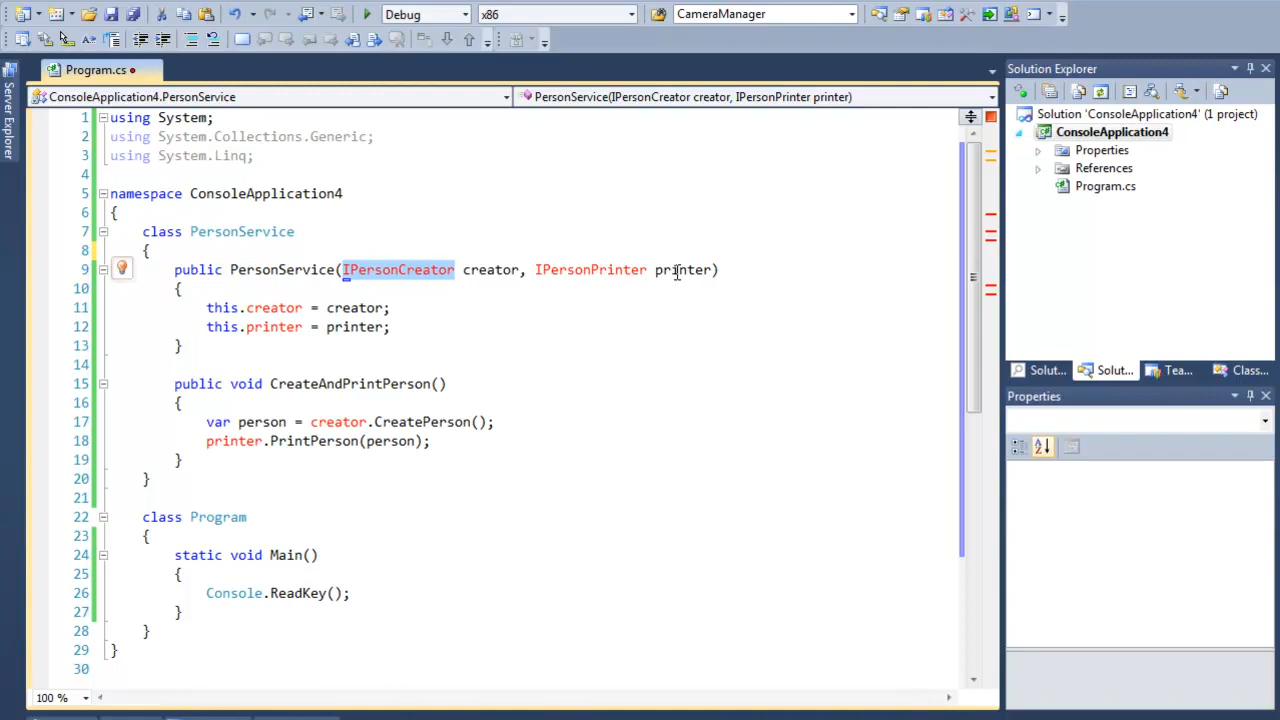 Debug
x86
CameraManager
Server Explorer
Program.cs
ConsoleApplication4.PersonService
PersonService(IPersonCreator creator, IPersonPrinter printer)
1 using System;
2 using System.Collections.Generic;
3 using System.Linq;
4
5 namespace ConsoleApplication4
6 {
7 class PersonService
8 {
9 public PersonService(IPersonCreator creator, IPersonPrinter printer)
10 {
11 this.creator = creator;
12 this.printer = printer;
13 }
14
15 public void CreateAndPrintPerson()
16 {
17 var person = creator.CreatePerson();
18 printer.PrintPerson(person);
19 }
20 }
21
22 class Program
23 {
24 static void Main()
25 {
26 Console.ReadKey();
27 }
28 }
29 }
30
100 %
Solution Explorer
Solution 'ConsoleApplication4' (1 project)
ConsoleApplication4
Properties
References
Program.cs
Solut... Solut... Tea... Class...
Properties